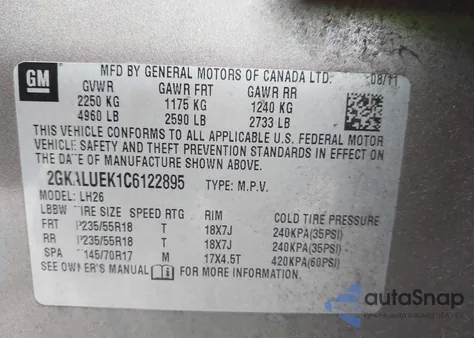 GM
MFD BY GENERAL MOTORS OF CANADA LTD. 08/11
GVWR GAWR FRT GAWR RR
2250 KG 1175 KG 1240 KG
4960 LB 2590 LB 2733 LB
THIS VEHICLE CONFORMS TO ALL APPLICABLE U.S. FEDERAL MOTOR
VEHICLE SAFETY AND THEFT PREVENTION STANDARDS IN EFFECT ON
THE DATE OF MANUFACTURE SHOWN ABOVE.
2GKALUEK1C6122895 TYPE: M.P.V.
MODEL: LH26
LBBW TIRE SIZE SPEED RTG RIM COLD TIRE PRESSURE
FRT P235/55R18 T 18X7J 240KPA(35PSI)
RR P235/55R18 T 18X7J 240KPA(35PSI)
SPA T145/70R17 M 17X4.5T 420KPA(60PSI)
SEE OWNER'S MANUAL FOR MORE INFORMATION
autoSnap